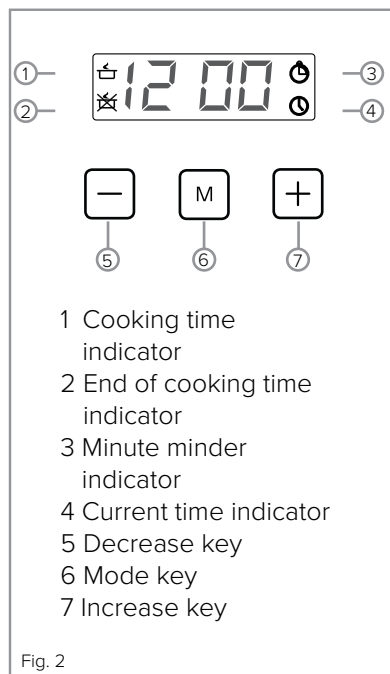 1
12 00
3
2
4
M
5
6
7
1 Cooking time
indicator
2 End of cooking time
indicator
3 Minute minder
indicator
4 Current time indicator
5 Decrease key
6 Mode key
7 Increase key
Fig. 2